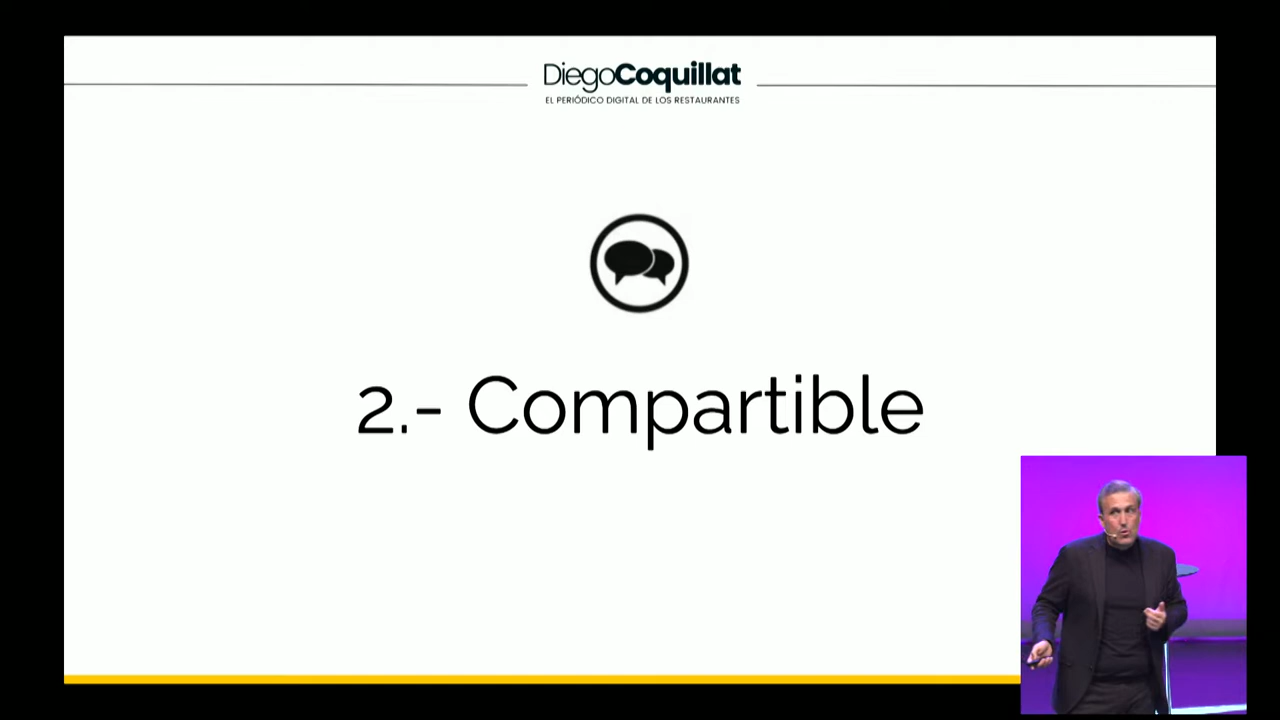 DiegoCoquillat
EL PERIÓDICO DIGITAL DE LOS RESTAURANTES
2.- Compartible